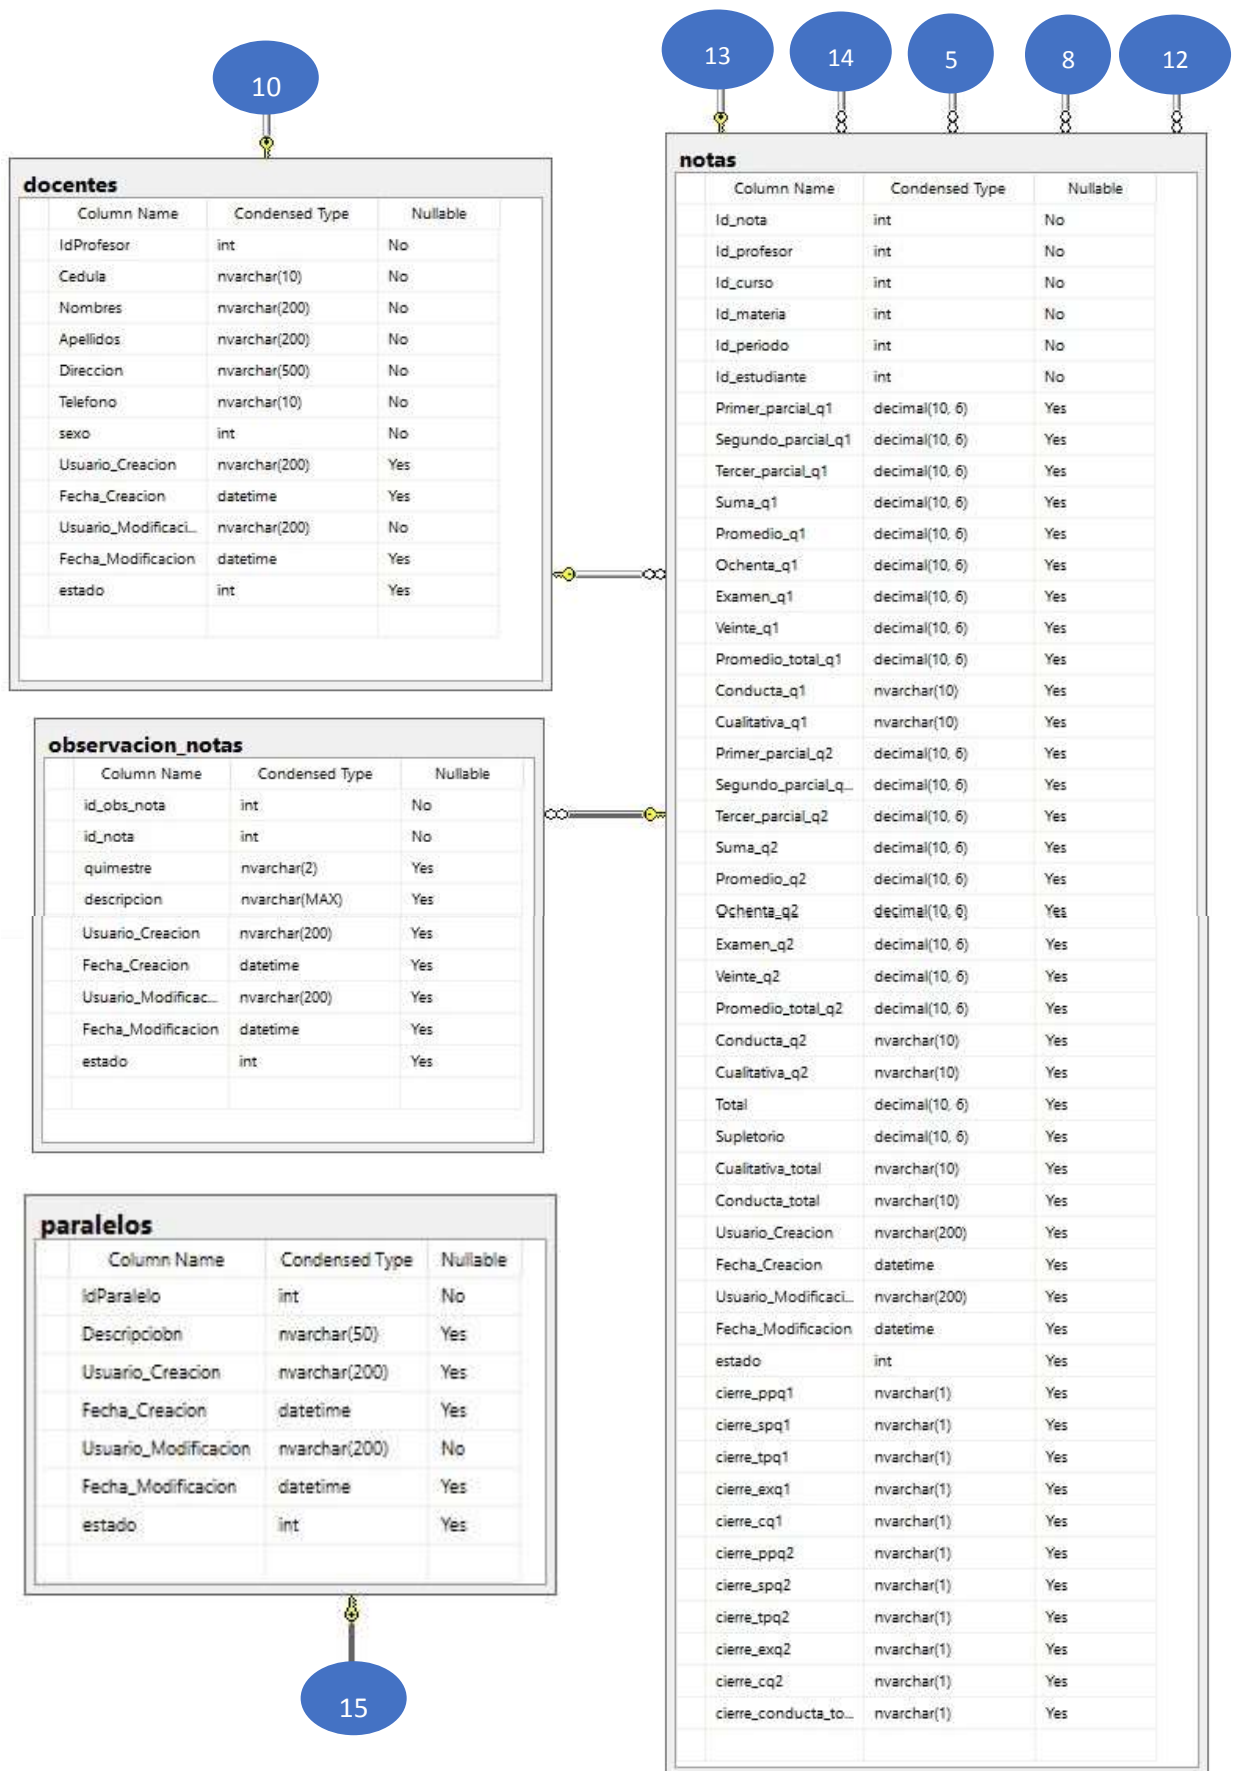 10
13
14
5
8
12
docentes
Column Name Condensed Type Nullable
IdProfesor int No
Cedula nvarchar(10) No
Nombres nvarchar(200) No
Apellidos nvarchar(200) No
Direccion nvarchar(500) No
Telefono nvarchar(10) No
sexo int No
Usuario_Creacion nvarchar(200) Yes
Fecha_Creacion datetime Yes
Usuario_Modificaci... nvarchar(200) No
Fecha_Modificacion datetime Yes
estado int Yes
observacion_notas
Column Name Condensed Type Nullable
id_obs_nota int No
id_nota int No
quimestre nvarchar(2) Yes
descripcion nvarchar(MAX) Yes
Usuario_Creacion nvarchar(200) Yes
Fecha_Creacion datetime Yes
Usuario_Modificac... nvarchar(200) Yes
Fecha_Modificacion datetime Yes
estado int Yes
paralelos
Column Name Condensed Type Nullable
IdParalelo int No
Descripciobn nvarchar(50) Yes
Usuario_Creacion nvarchar(200) Yes
Fecha_Creacion datetime Yes
Usuario_Modificacion nvarchar(200) No
Fecha_Modificacion datetime Yes
estado int Yes
15
notas
Column Name Condensed Type Nullable
Id_nota int No
Id_profesor int No
Id_curso int No
Id_materia int No
Id_periodo int No
Id_estudiante int No
Primer_parcial_q1 decimal(10, 6) Yes
Segundo_parcial_q1 decimal(10, 6) Yes
Tercer_parcial_q1 decimal(10, 6) Yes
Suma_q1 decimal(10, 6) Yes
Promedio_q1 decimal(10, 6) Yes
Ochenta_q1 decimal(10, 6) Yes
Examen_q1 decimal(10, 6) Yes
Veinte_q1 decimal(10, 6) Yes
Promedio_total_q1 decimal(10, 6) Yes
Conducta_q1 nvarchar(10) Yes
Cualitativa_q1 nvarchar(10) Yes
Primer_parcial_q2 decimal(10, 6) Yes
Segundo_parcial_q... decimal(10, 6) Yes
Tercer_parcial_q2 decimal(10, 6) Yes
Suma_q2 decimal(10, 6) Yes
Promedio_q2 decimal(10, 6) Yes
Ochenta_q2 decimal(10, 6) Yes
Examen_q2 decimal(10, 6) Yes
Veinte_q2 decimal(10, 6) Yes
Promedio_total_q2 decimal(10, 6) Yes
Conducta_q2 nvarchar(10) Yes
Cualitativa_q2 nvarchar(10) Yes
Total decimal(10, 6) Yes
Supletorio decimal(10, 6) Yes
Cualitativa_total nvarchar(10) Yes
Conducta_total nvarchar(10) Yes
Usuario_Creacion nvarchar(200) Yes
Fecha_Creacion datetime Yes
Usuario_Modificaci... nvarchar(200) Yes
Fecha_Modificacion datetime Yes
estado int Yes
cierre_ppq1 nvarchar(1) Yes
cierre_spq1 nvarchar(1) Yes
cierre_tpq1 nvarchar(1) Yes
cierre_exq1 nvarchar(1) Yes
cierre_cq1 nvarchar(1) Yes
cierre_ppq2 nvarchar(1) Yes
cierre_spq2 nvarchar(1) Yes
cierre_tpq2 nvarchar(1) Yes
cierre_exq2 nvarchar(1) Yes
cierre_cq2 nvarchar(1) Yes
cierre_conducta_to... nvarchar(1) Yes